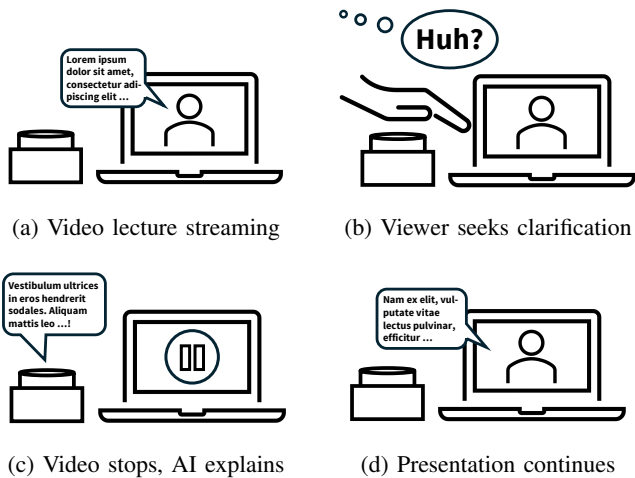 Lorem ipsum
dolor sit amet,
consectetur adi-
piscing elit ...
Huh?
(a) Video lecture streaming
(b) Viewer seeks clarification
Vestibulum ultrices
in eros hendrerit
sodales. Aliquam
mattis leo ...!
Nam ex elit, vul-
putate vitae
lectus pulvinar,
efficitur ...
(c) Video stops, AI explains
(d) Presentation continues